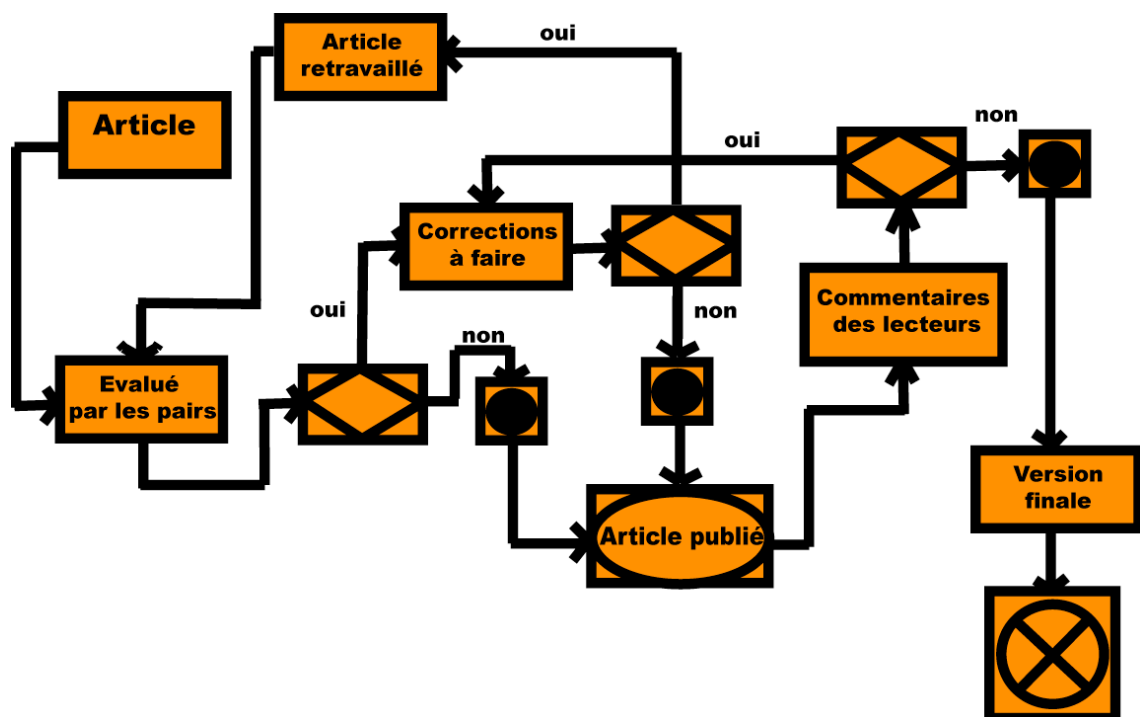 oui
Article
retravaillé
Article
non
oui
Corrections
à faire
Commentaires
des lecteurs
oui
non
non
Evalué
par les pairs
Version
finale
Article publié